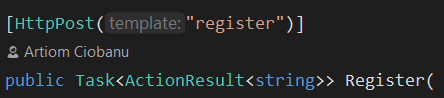 [HttpPost(template:"register")]
Artiom Ciobanu
public Task<ActionResult<string>> Register(